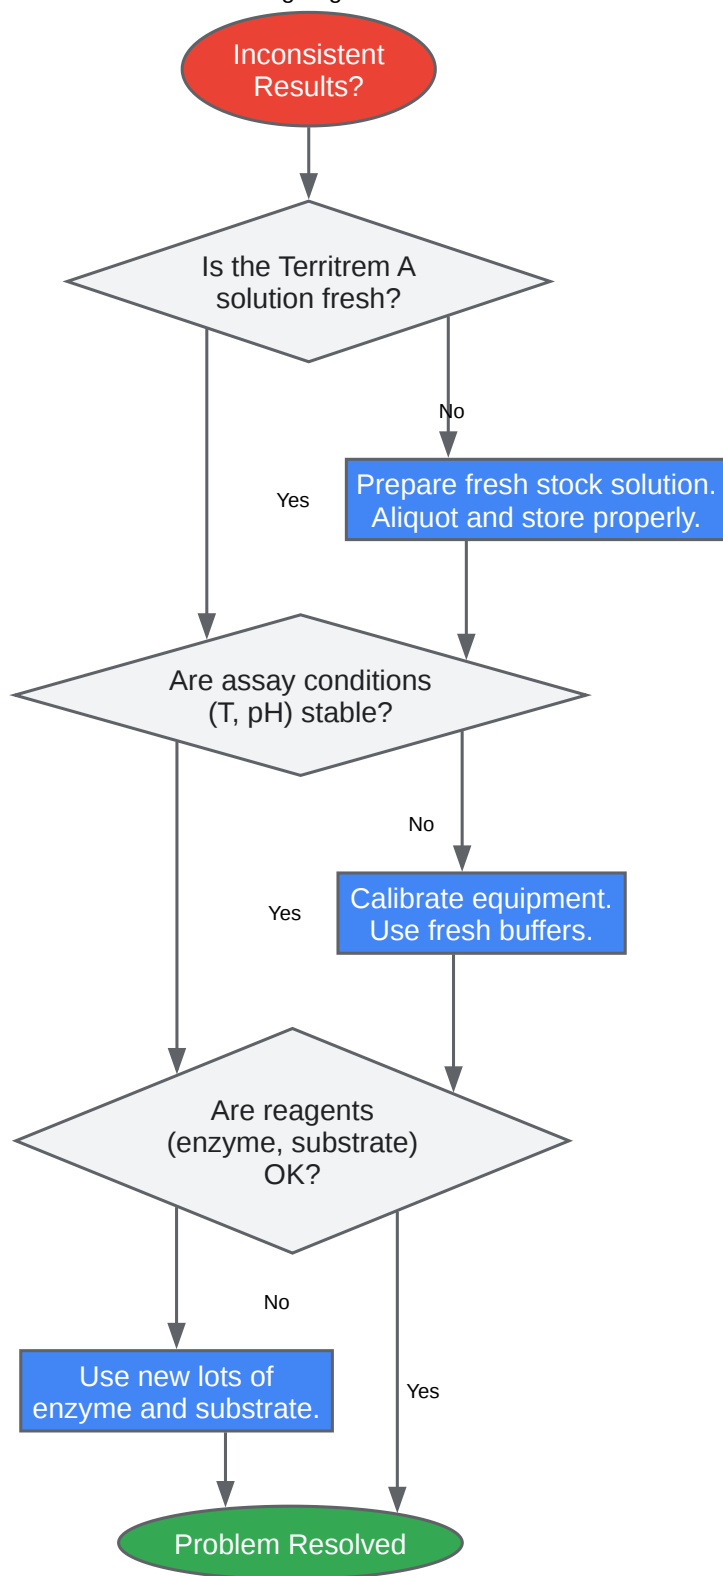 Inconsistent
Results?
Is the Territrem A
solution fresh?
No
Prepare fresh stock solution.
Aliquot and store properly.
Yes
Are assay conditions
(T, pH) stable?
No
Calibrate equipment.
Use fresh buffers.
Yes
Are reagents
(enzyme, substrate)
OK?
No
Use new lots of
enzyme and substrate.
Yes
Problem Resolved